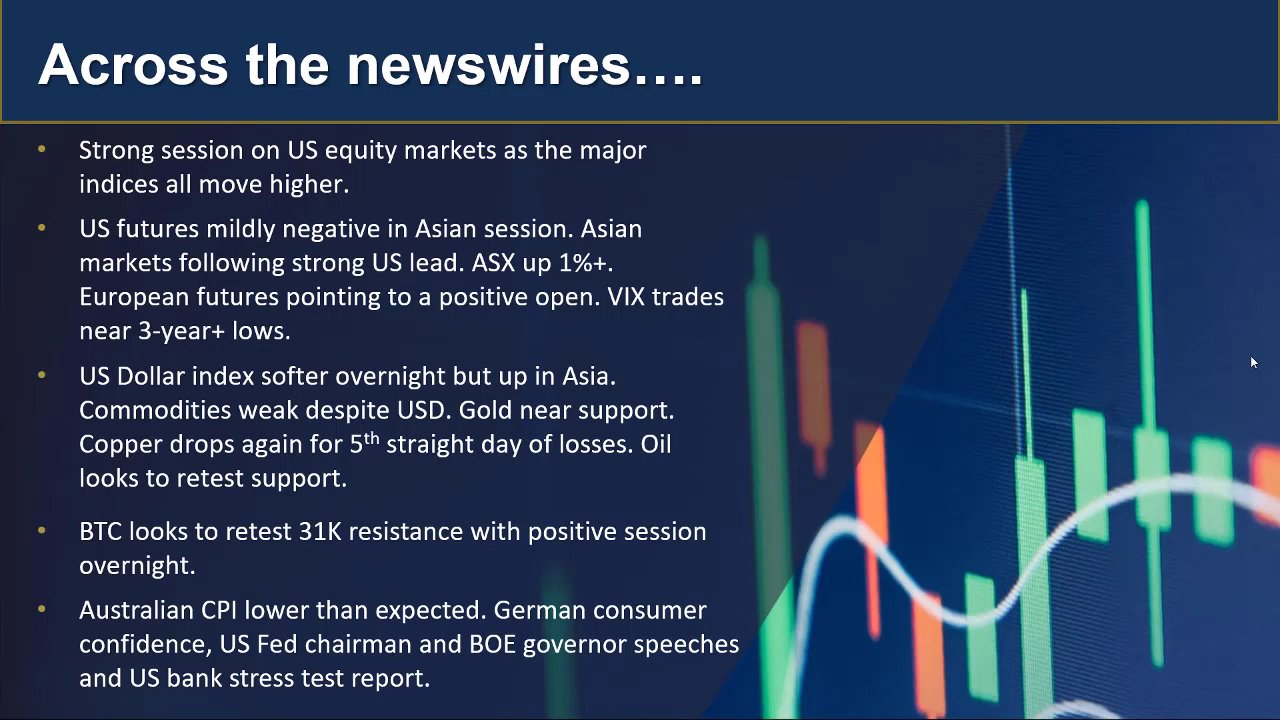 Across the newswires....
Strong session on US equity markets as the major
indices all move higher.
US futures mildly negative in Asian session. Asian
markets following strong US lead. ASX up 1%+.
European futures pointing to a positive open. VIX trades
near 3-year+ lows.
US Dollar index softer overnight but up in Asia.
Commodities weak despite USD. Gold near support.
Copper drops again for 5th straight day of losses. Oil
looks to retest support.
BTC looks to retest 31K resistance with positive session
overnight.
Australian CPI lower than expected. German consumer
confidence, US Fed chairman and BOE governor speeches
and US bank stress test report.